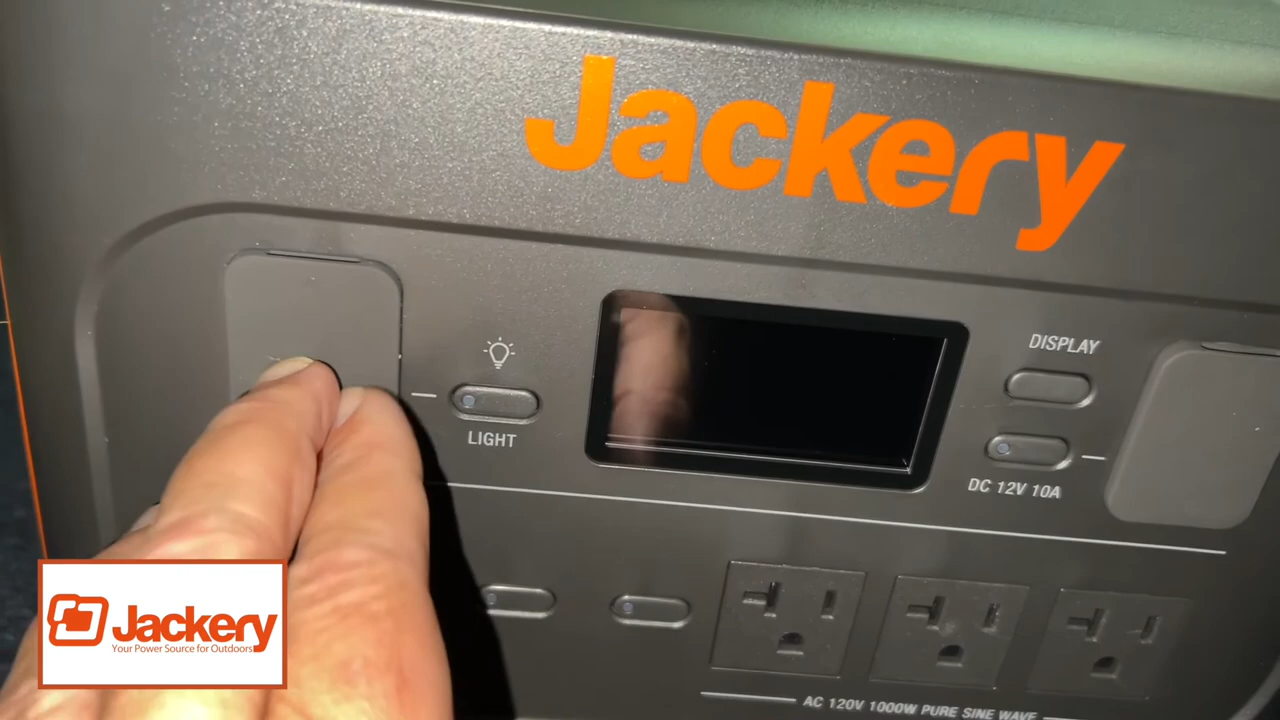 Jackery
LIGHT
DISPLAY
DC 12V 10A
AC 120V 1000W PURE SINE WAVE
Jackery
Your Power Source for Outdoors